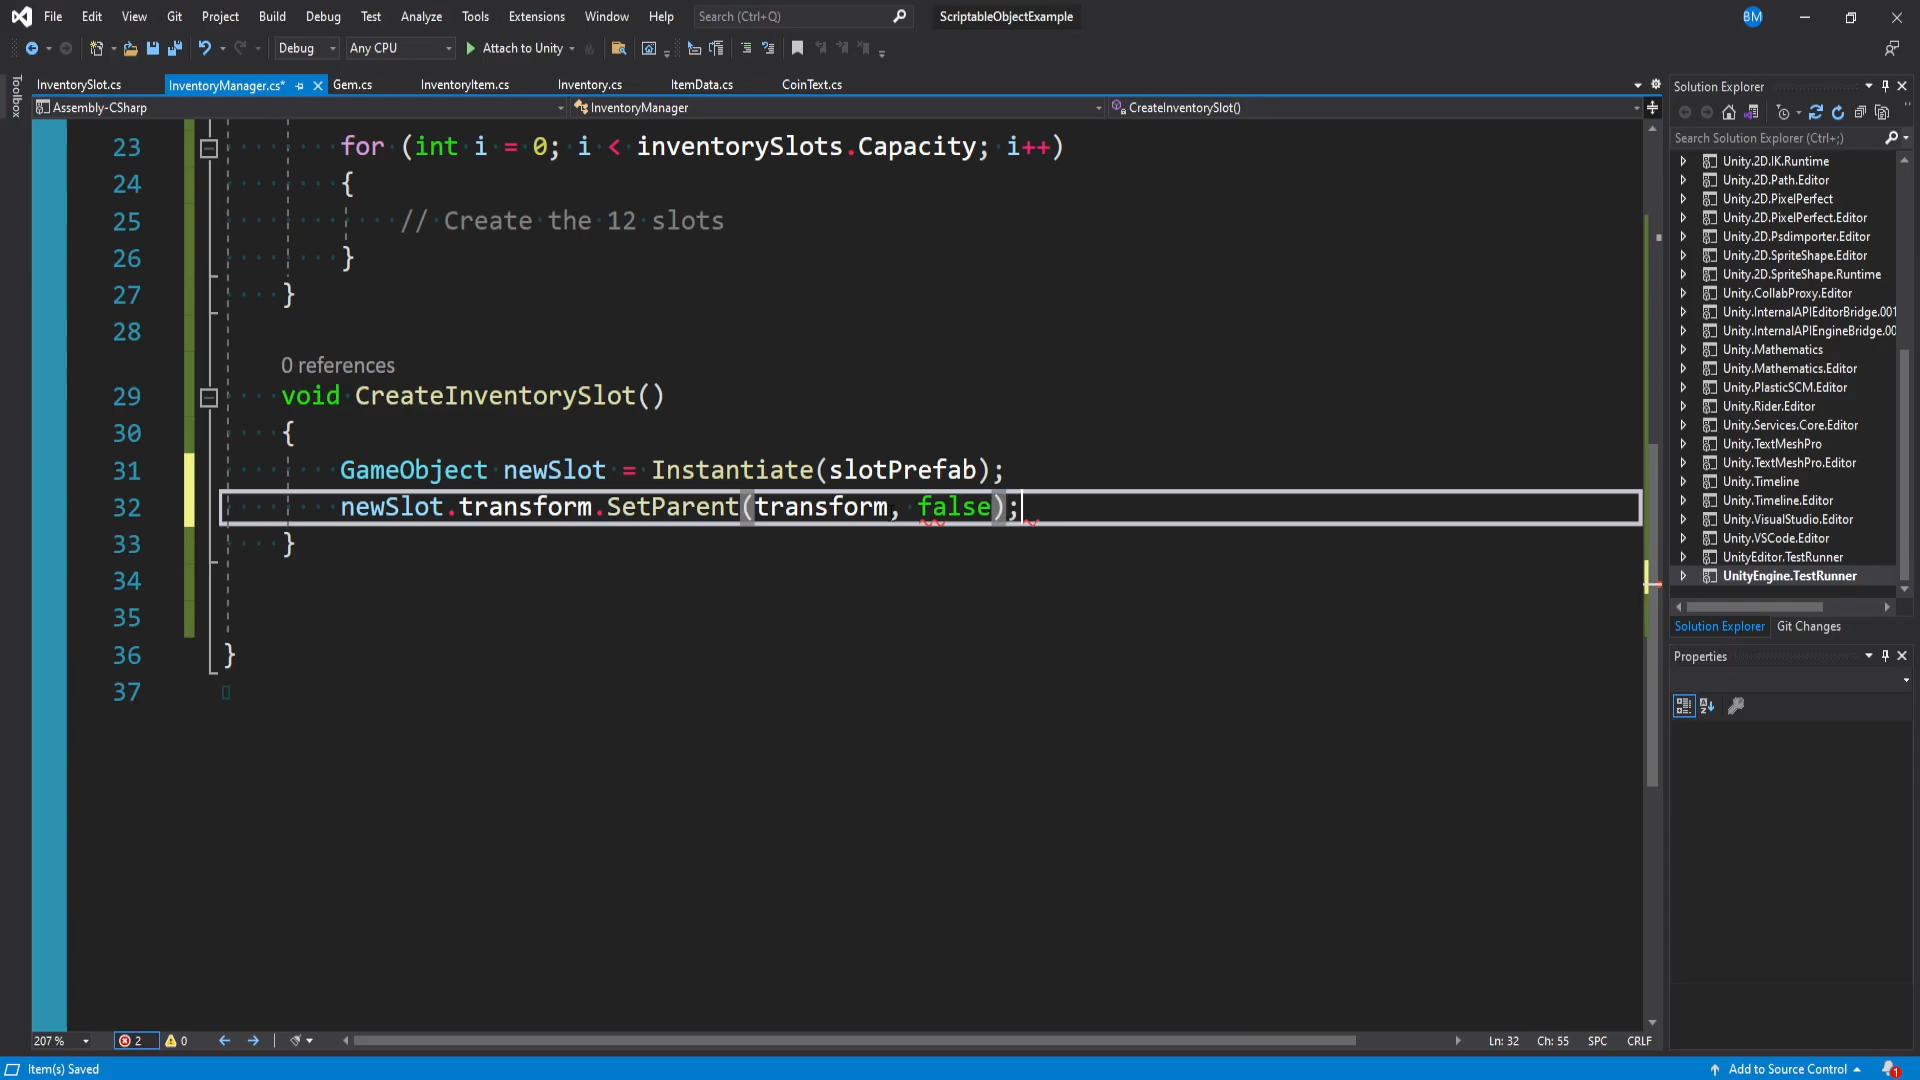 File Edit View Git Project Build Debug Test Analyze Tools Extensions Window Help Search (Ctrl+Q) ScriptableObjectExample BM
Debug Any CPU Attach to Unity
Toolbox
InventorySlot.cs InventoryManager.cs* Gem.cs InventoryItem.cs Inventory.cs ItemData.cs CoinText.cs
Assembly-CSharp InventoryManager CreateInventorySlot()
23 for (int i = 0; i < inventorySlots.Capacity; i++)
24 {
25 // Create the 12 slots
26 }
27 }
28
0 references
29 void CreateInventorySlot()
30 {
31 GameObject newSlot = Instantiate(slotPrefab);
32 newSlot.transform.SetParent(transform, false);
33 }
34
35
36 }
37
Solution Explorer
Search Solution Explorer (Ctrl+;)
Unity.2D.IK.Runtime
Unity.2D.Path.Editor
Unity.2D.PixelPerfect
Unity.2D.PixelPerfect.Editor
Unity.2D.Psdimporter.Editor
Unity.2D.SpriteShape.Editor
Unity.2D.SpriteShape.Runtime
Unity.CollabProxy.Editor
Unity.InternalAPIEditorBridge.001
Unity.InternalAPIEngineBridge.00
Unity.Mathematics
Unity.Mathematics.Editor
Unity.PlasticSCM.Editor
Unity.Rider.Editor
Unity.Services.Core.Editor
Unity.TextMeshPro
Unity.TextMeshPro.Editor
Unity.Timeline
Unity.Timeline.Editor
Unity.VisualStudio.Editor
Unity.VSCode.Editor
UnityEditor.TestRunner
UnityEngine.TestRunner
Solution Explorer Git Changes
Properties
207 % 2 0 Ln: 32 Ch: 55 SPC CRLF
Item(s) Saved Add to Source Control 1